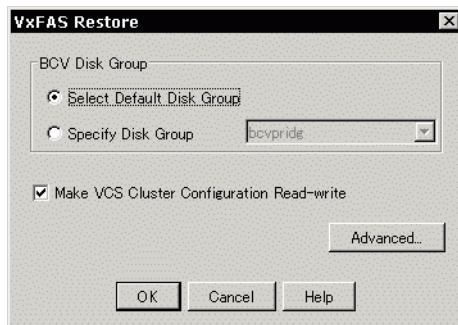 VxFAS Restore
BCV Disk Group
Select Default Disk Group
Specify Disk Group bcvpridg
Make VCS Cluster Configuration Read-write
Advanced...
OK Cancel Help